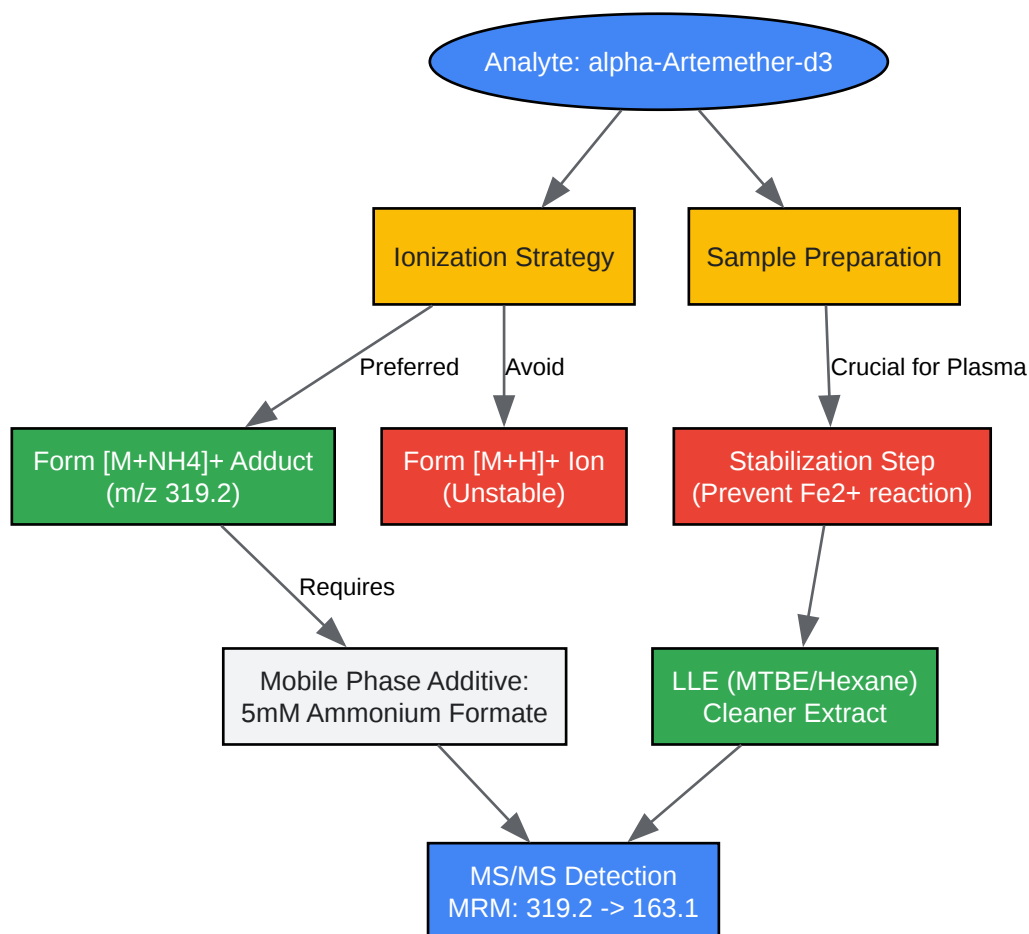 Analyte: alpha-Artemether-d3
Ionization Strategy
Sample Preparation
Preferred
Avoid
Crucial for Plasma
Form [M+NH4]+ Adduct
(m/z 319.2)
Form [M+H]+ Ion
(Unstable)
Stabilization Step
(Prevent Fe2+ reaction)
Requires
Mobile Phase Additive:
5mM Ammonium Formate
LLE (MTBE/Hexane)
Cleaner Extract
MS/MS Detection
MRM: 319.2 -> 163.1